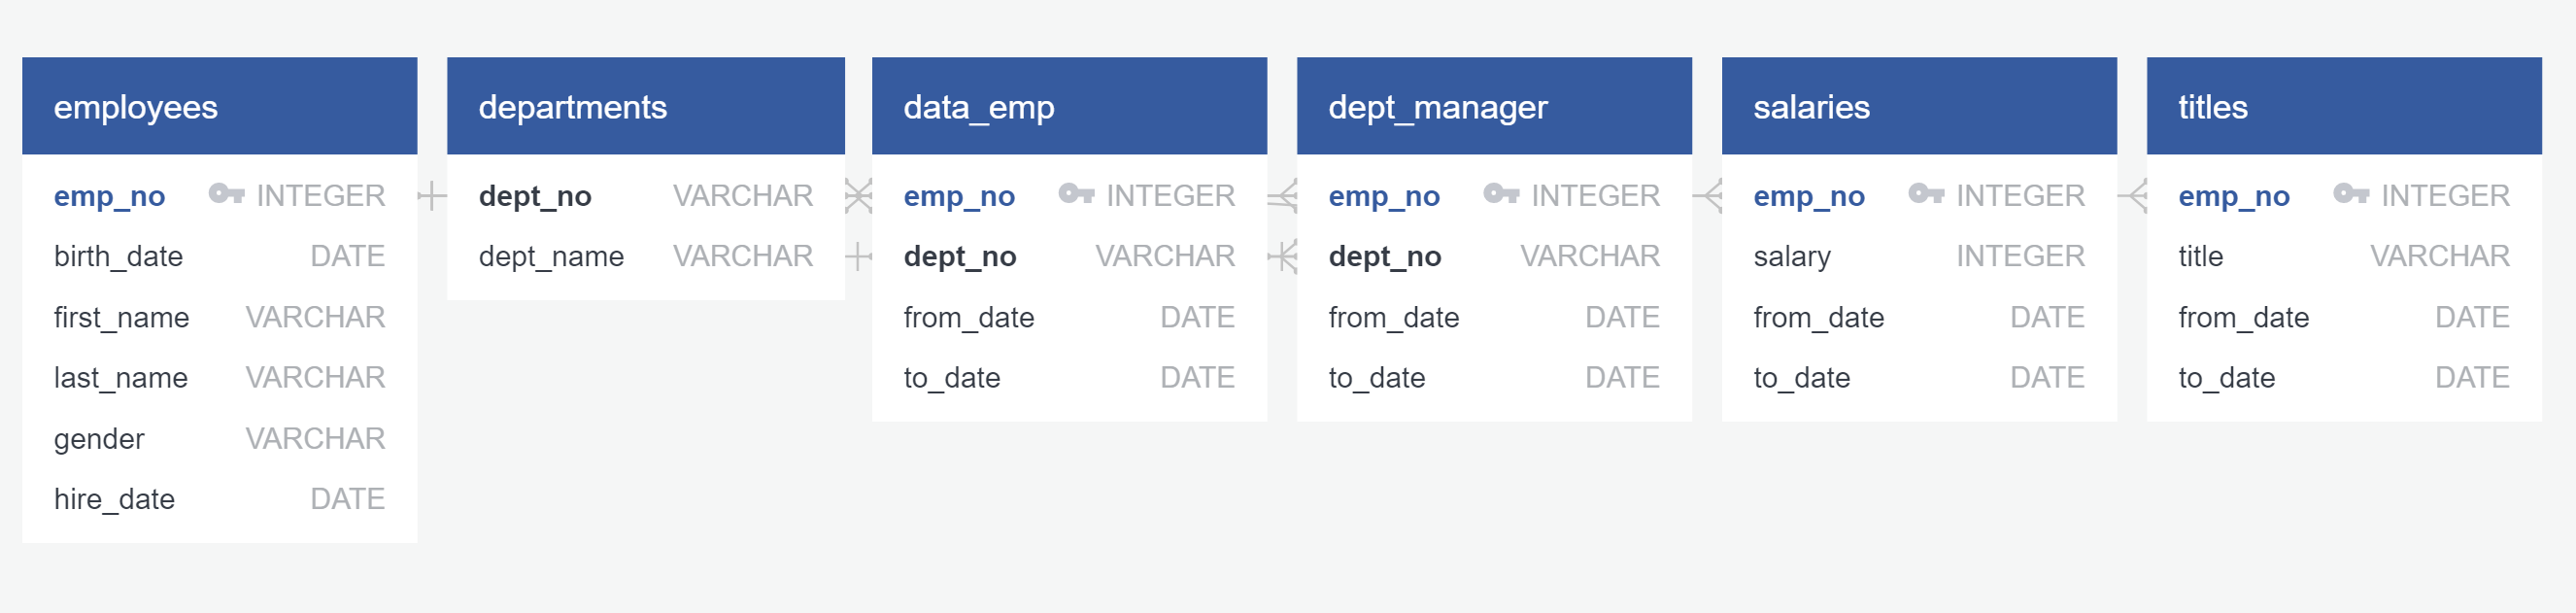 employees
emp_no INTEGER
birth_date DATE
first_name VARCHAR
last_name VARCHAR
gender VARCHAR
hire_date DATE
departments
dept_no VARCHAR
dept_name VARCHAR
data_emp
emp_no INTEGER
dept_no VARCHAR
from_date DATE
to_date DATE
dept_manager
emp_no INTEGER
dept_no VARCHAR
from_date DATE
to_date DATE
salaries
emp_no INTEGER
salary INTEGER
from_date DATE
to_date DATE
titles
emp_no INTEGER
title VARCHAR
from_date DATE
to_date DATE